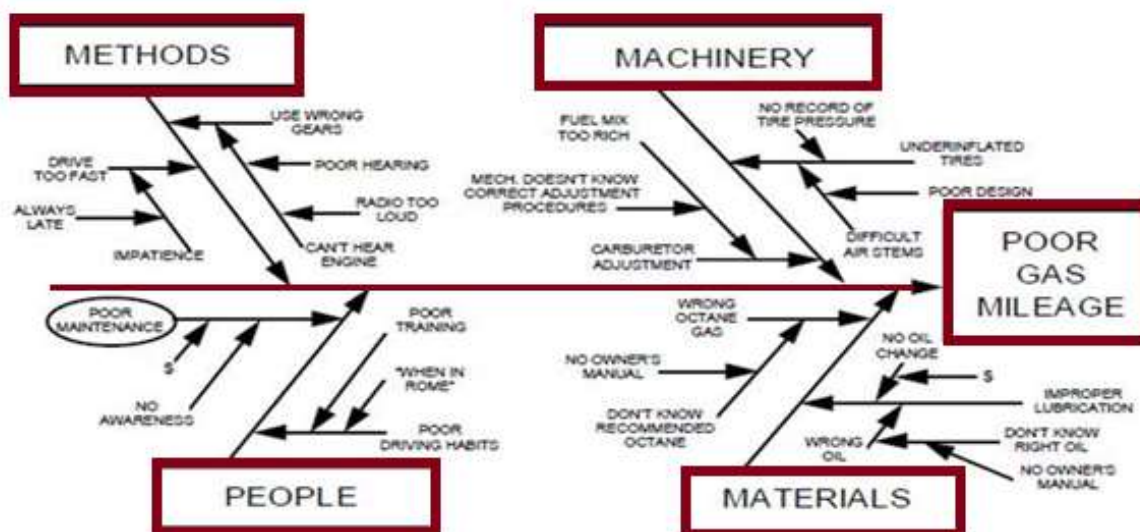 METHODS
MACHINERY
USE WRONG
GEARS
POOR HEARING
DRIVE
TOO FAST
RADIO TOO
LOUD
ALWAYS
LATE
IMPATIENCE
CAN'T HEAR
ENGINE
NO RECORD OF
TIRE PRESSURE
FUEL MIX
TOO RICH
UNDERINFLATED
TIRES
MECH. DOESN'T KNOW
CORRECT ADJUSTMENT
PROCEDURES
POOR DESIGN
CARBURETOR
ADJUSTMENT
DIFFICULT
AIR STEMS
POOR
GAS
MILEAGE
POOR
MAINTENANCE
$
NO
AWARENESS
POOR
TRAINING
"WHEN IN
ROME"
POOR
DRIVING HABITS
WRONG
OCTANE
GAS
NO OWNER'S
MANUAL
DON'T KNOW
RECOMMENDED
OCTANE
NO OIL
CHANGE
$
IMPROPER
LUBRICATION
WRONG
OIL
DON'T KNOW
RIGHT OIL
NO OWNER'S
MANUAL
PEOPLE
MATERIALS